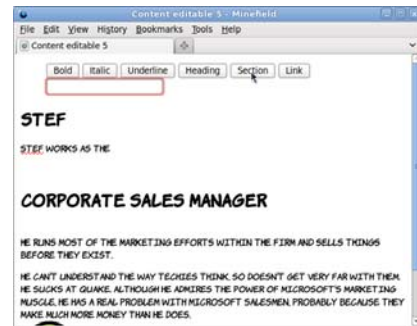 Content editable 5 - Minefield
File Edit View History Bookmarks Tools Help
Content editable 5
Bold Italic Underline Heading Section Link
STEF
STEF WORKS AS THE
CORPORATE SALES MANAGER
HE RUNS MOST OF THE MARKETING EFFORTS WITHIN THE FIRM AND SELLS THINGS
BEFORE THEY EXIST.
HE CAN'T UNDERSTAND THE WAY TECHIES THINK, SO DOESN'T GET VERY FAR WITH THEM.
HE SUCKS AT QUAKE. ALTHOUGH HE ADMIRES THE POWER OF MICROSOFT'S MARKETING
MUSCLE, HE HAS A REAL PROBLEM WITH MICROSOFT SALESMEN, PROBABLY BECAUSE THEY
MAKE MUCH MORE MONEY THAN HE DOES.